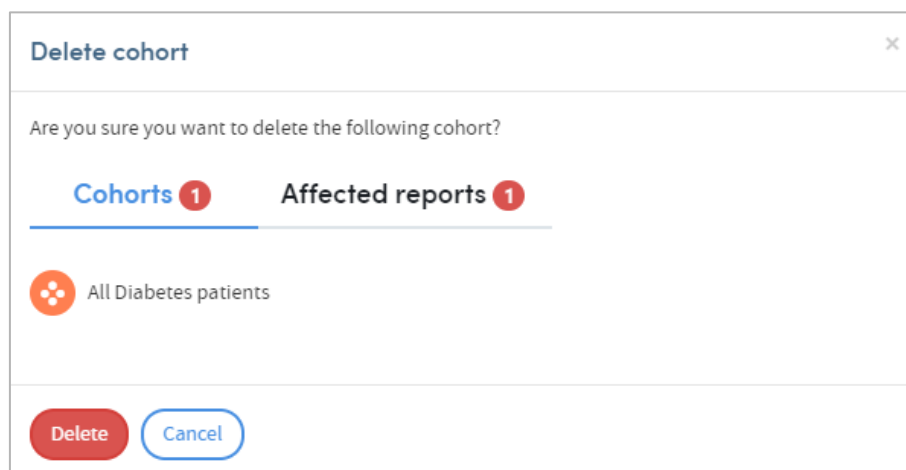 Delete cohort
×
Are you sure you want to delete the following cohort?
Cohorts 1 Affected reports 1
All Diabetes patients
Delete Cancel